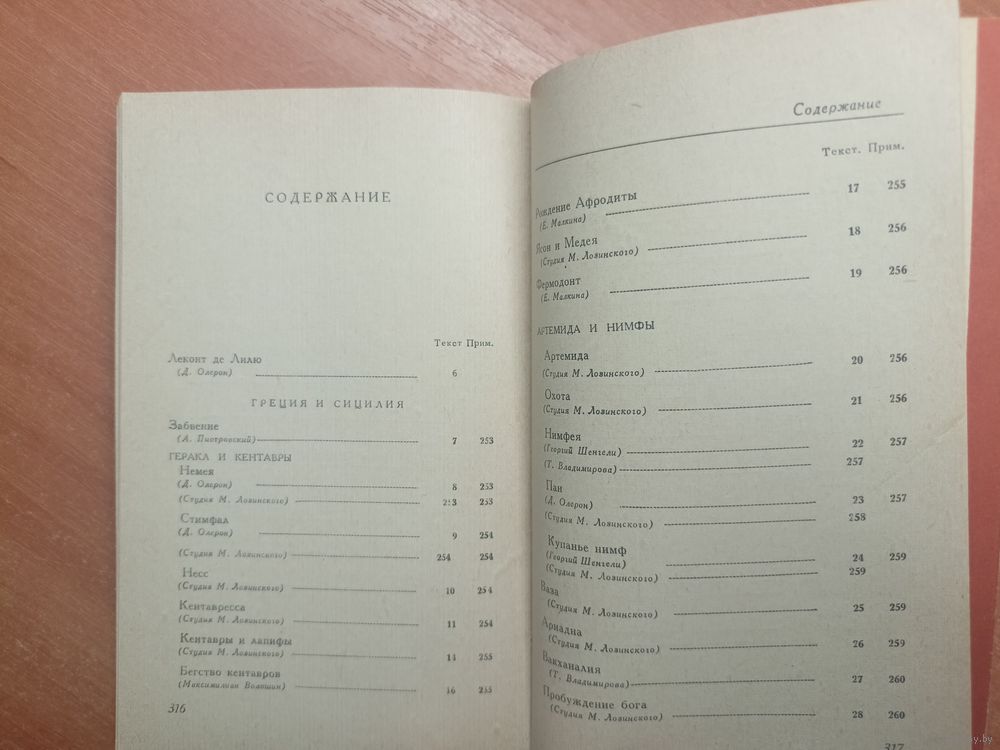 СОДЕРЖАНИЕ
Текст Прим.
Леконт де Лилю
(Д. Олерон) 6
ГРЕЦИЯ И СИЦИЛИЯ
Забвение
(А. Пиотровский) 7 253
ГЕРАКЛ И КЕНТАВРЫ
Немея
(Д. Олерон) 8 253
(Студия М. Лозинского) 253 253
Стимфал
(Д. Олерон) 9 254
(Студия М. Лозинского) 254 254
Несс
(Студия М. Лозинского) 10 254
Кентавресса
(Студия М. Лозинского) 11 254
Кентавры и лапифы
(Студия М. Лозинского) 14 255
Бегство кентавров
(Максимилиан Волошин) 16 255
316
Содержание
Текст. Прим.
Рождение Афродиты
(Е. Малкина) 17 255
Ясон и Медея
(Студия М. Лозинского) 18 256
Фермодонт
(Е. Малкина) 19 256
АРТЕМИДА И НИМФЫ
Артемида
(Студия М. Лозинского) 20 256
Охота
(Студия М. Лозинского) 21 256
Нимфея
(Георгий Шенгели) 22 257
(Т. Владимирова) 257
Пан
(Д. Олерон) 23 257
(Студия М. Лозинского) 258
Купанье нимф
(Георгий Шенгели) 24 259
(Студия М. Лозинского) 259
Ваза
(Студия М. Лозинского) 25 259
Ариадна
(Студия М. Лозинского) 26 259
Вакханалия
(Т. Владимирова) 27 260
Пробуждение бога
(Студия М. Лозинского) 28 260
317